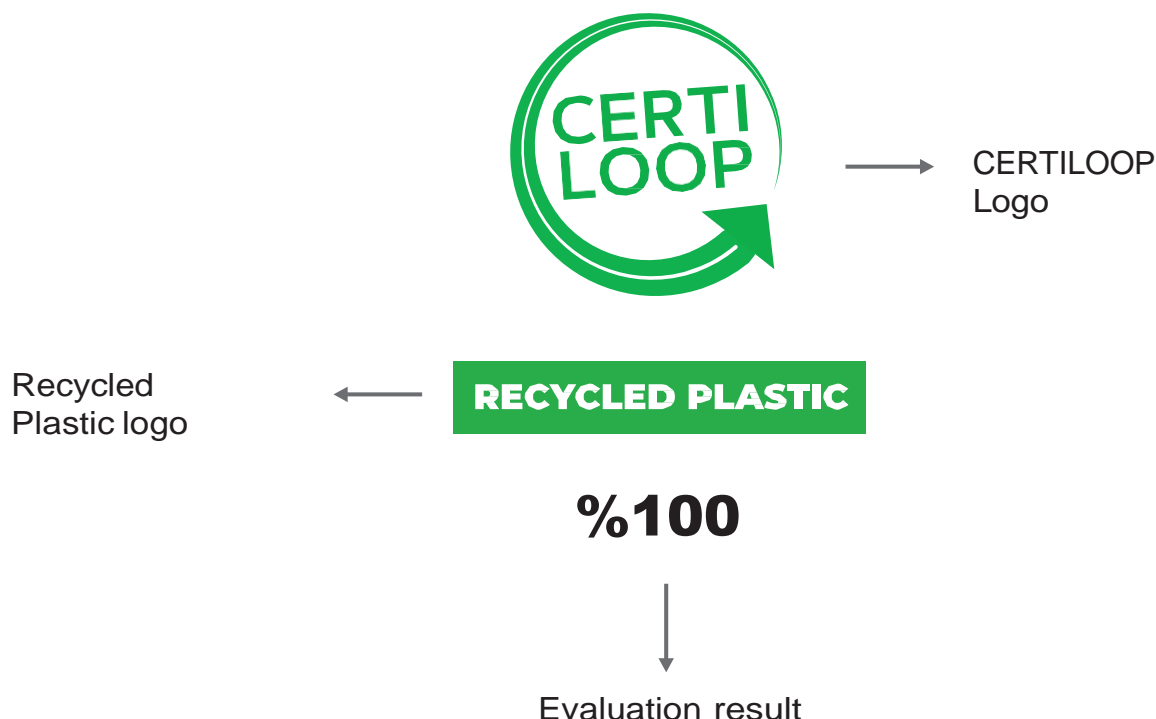 CERTI
LOOP
CERTILOOP
Logo
Recycled
Plastic logo
RECYCLED PLASTIC
%100
Evaluation result